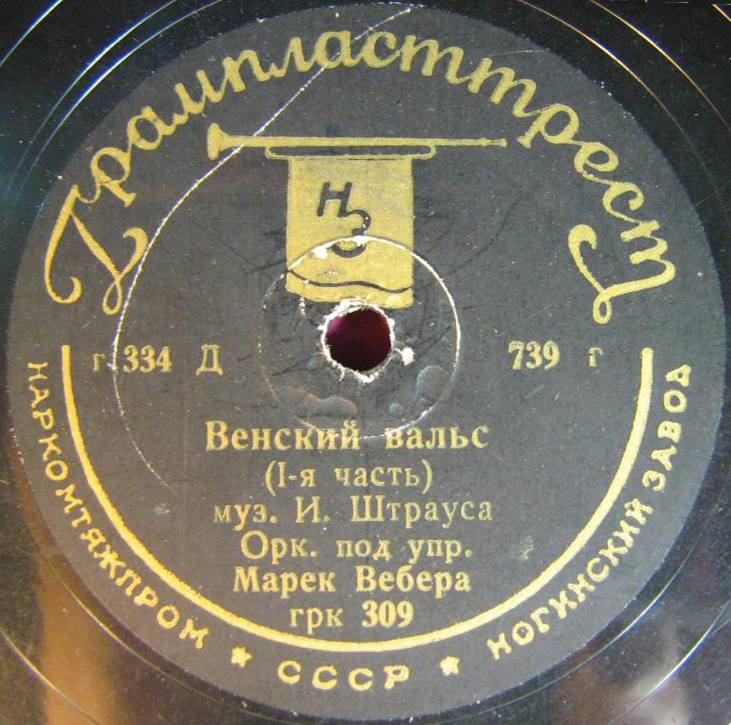 Грампласттрест
НЗ
г 334 Д
739 г
Венский вальс
(I-я часть)
муз. И. Штрауса
Орк. под упр.
Марек Вебера
грк 309
НАРКОМТЯЖПРОМ ★ СССР ★ НОГИНСКИЙ ЗАВОД